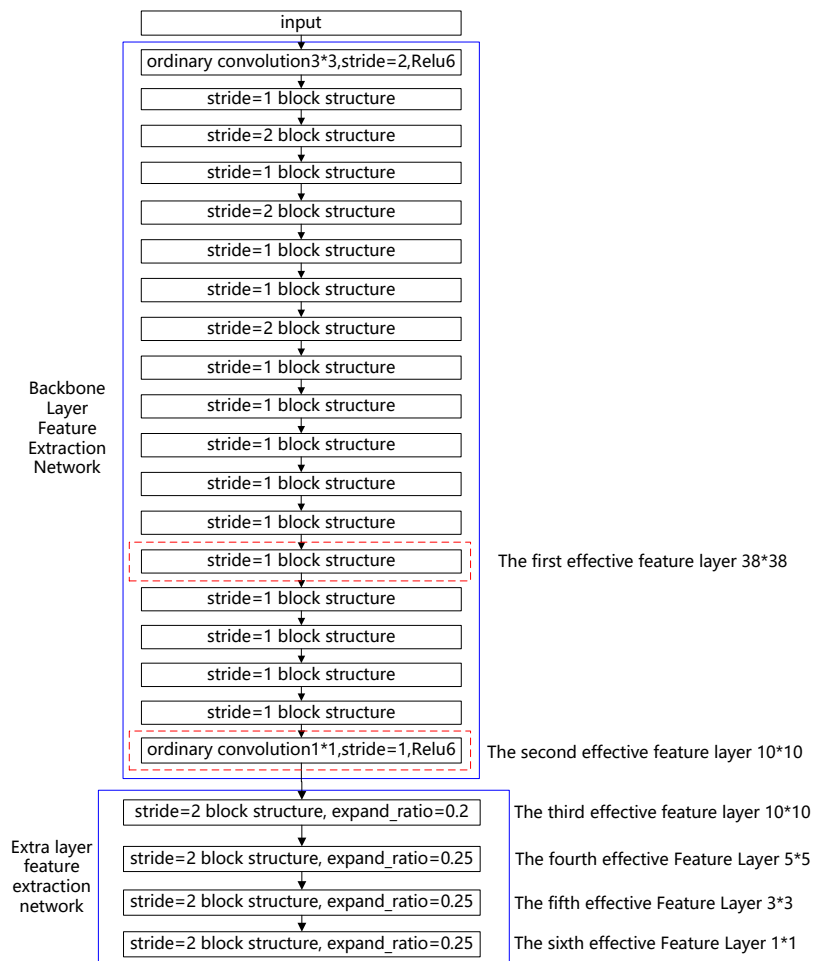 input
ordinary convolution3*3,stride=2,Relu6
stride=1 block structure
stride=2 block structure
stride=1 block structure
stride=2 block structure
stride=1 block structure
stride=1 block structure
stride=2 block structure
stride=1 block structure
stride=1 block structure
stride=1 block structure
stride=1 block structure
stride=1 block structure
stride=1 block structure
stride=1 block structure
stride=1 block structure
stride=1 block structure
stride=1 block structure
ordinary convolution1*1,stride=1,Relu6
Backbone
Layer
Feature
Extraction
Network
The first effective feature layer 38*38
The second effective feature layer 10*10
stride=2 block structure, expand_ratio=0.2
The third effective feature layer 10*10
stride=2 block structure, expand_ratio=0.25
The fourth effective Feature Layer 5*5
stride=2 block structure, expand_ratio=0.25
The fifth effective Feature Layer 3*3
stride=2 block structure, expand_ratio=0.25
The sixth effective Feature Layer 1*1
Extra layer
feature
extraction
network